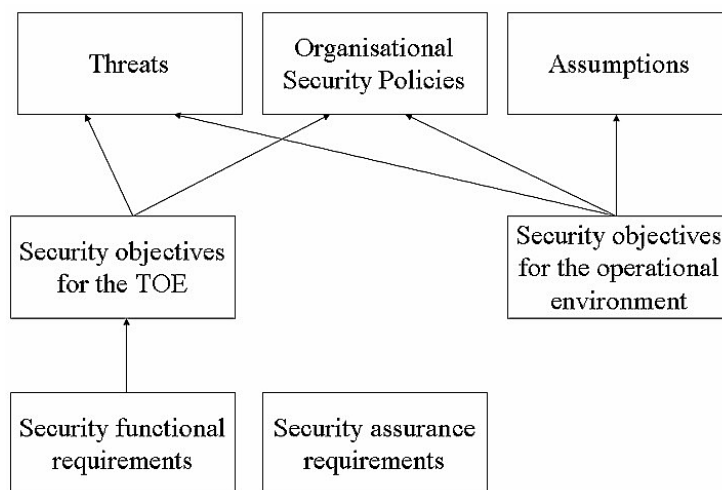 Threats
Organisational
Security Policies
Assumptions
Security objectives
for the TOE
Security objectives
for the operational
environment
Security functional
requirements
Security assurance
requirements